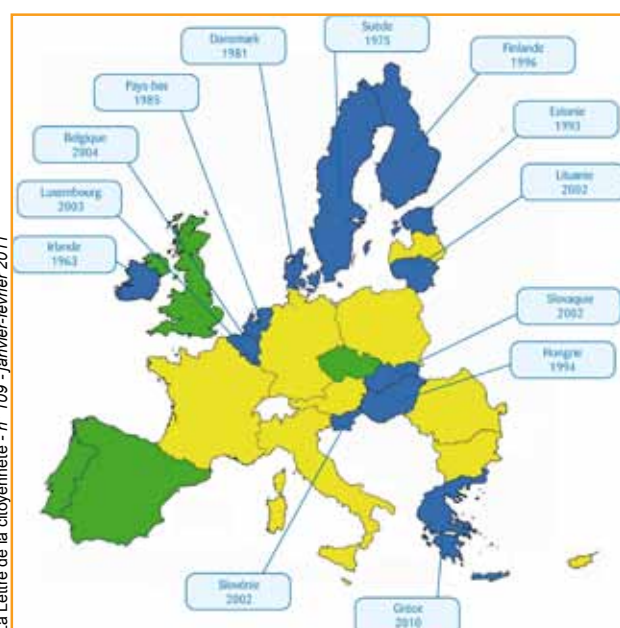 Suède
1975
Danemark
1981
Finlande
1996
Pays-bas
1985
Estonie
1993
Belgique
2004
Lituanie
2002
Luxembourg
2003
Irlande
1963
Slovaquie
2002
Hongrie
1994
Slovénie
2002
Grèce
2010
La Lettre de la citoyenneté - n° 109 - janvier-février 2011